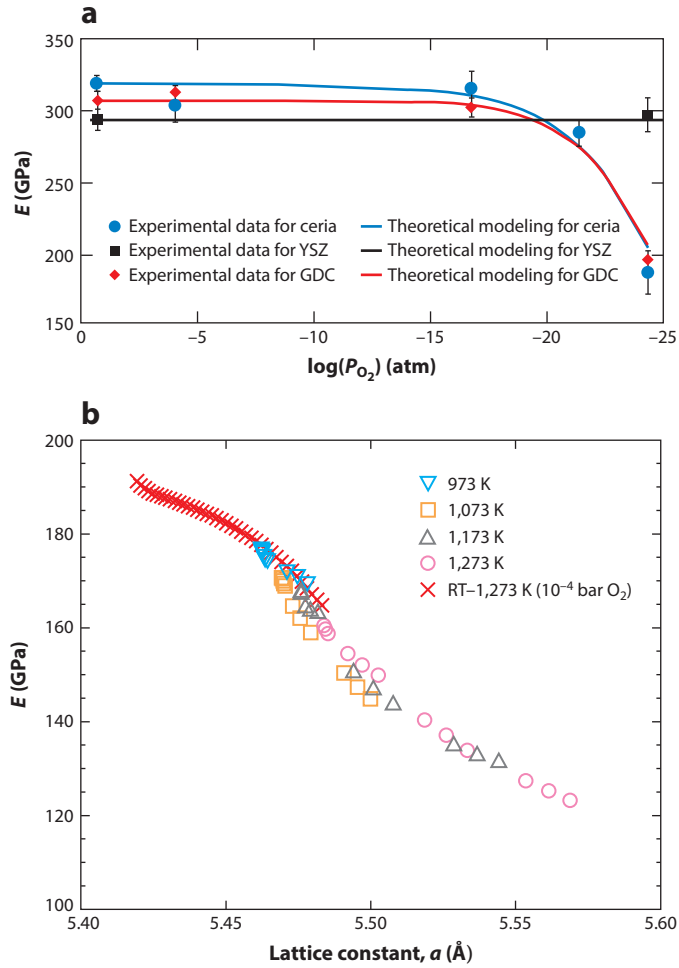 a
350
300
250
200
150
E (GPa)
Experimental data for ceria
Theoretical modeling for ceria
Experimental data for YSZ
Theoretical modeling for YSZ
Experimental data for GDC
Theoretical modeling for GDC
0 –5 –10 –15 –20 –25
log(P_O₂) (atm)
b
200
180
160
140
120
100
E (GPa)
973 K
1,073 K
1,173 K
1,273 K
RT–1,273 K (10⁻⁴ bar O₂)
5.40 5.45 5.50 5.55 5.60
Lattice constant, a (Å)